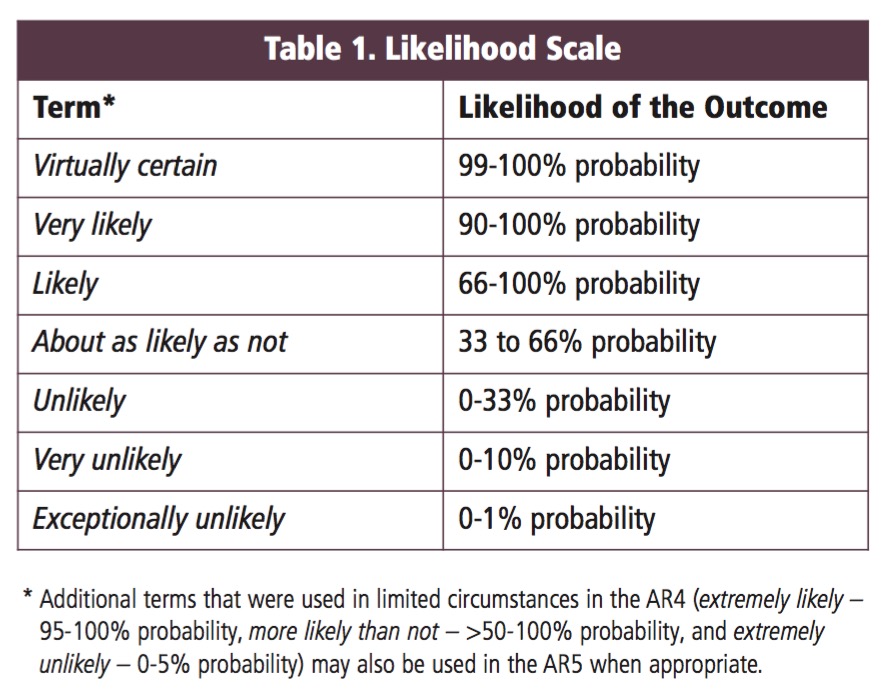 Table 1. Likelihood Scale
Term* Likelihood of the Outcome
Virtually certain 99-100% probability
Very likely 90-100% probability
Likely 66-100% probability
About as likely as not 33 to 66% probability
Unlikely 0-33% probability
Very unlikely 0-10% probability
Exceptionally unlikely 0-1% probability
* Additional terms that were used in limited circumstances in the AR4 (extremely likely –
95-100% probability, more likely than not – >50-100% probability, and extremely
unlikely – 0-5% probability) may also be used in the AR5 when appropriate.